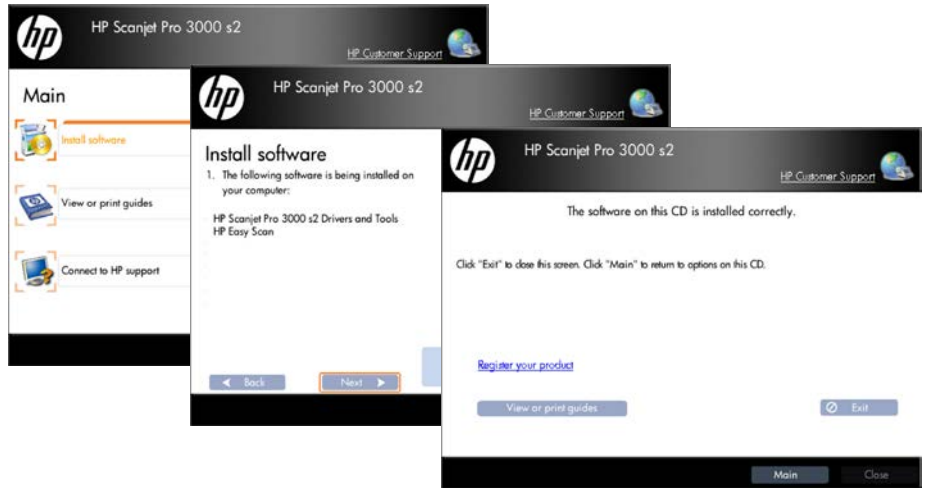 hp
HP Scanjet Pro 3000 s2
HP Customer Support
Main
Install software
View or print guides
Connect to HP support
hp
HP Scanjet Pro 3000 s2
HP Customer Support
Install software
1. The following software is being installed on
your computer:
HP Scanjet Pro 3000 s2 Drivers and Tools
HP Easy Scan
Back
Next
hp
HP Scanjet Pro 3000 s2
HP Customer Support
The software on this CD is installed correctly.
Click "Exit" to close this screen. Click "Main" to return to options on this CD.
Register your product
View or print guides
Exit
Main
Close